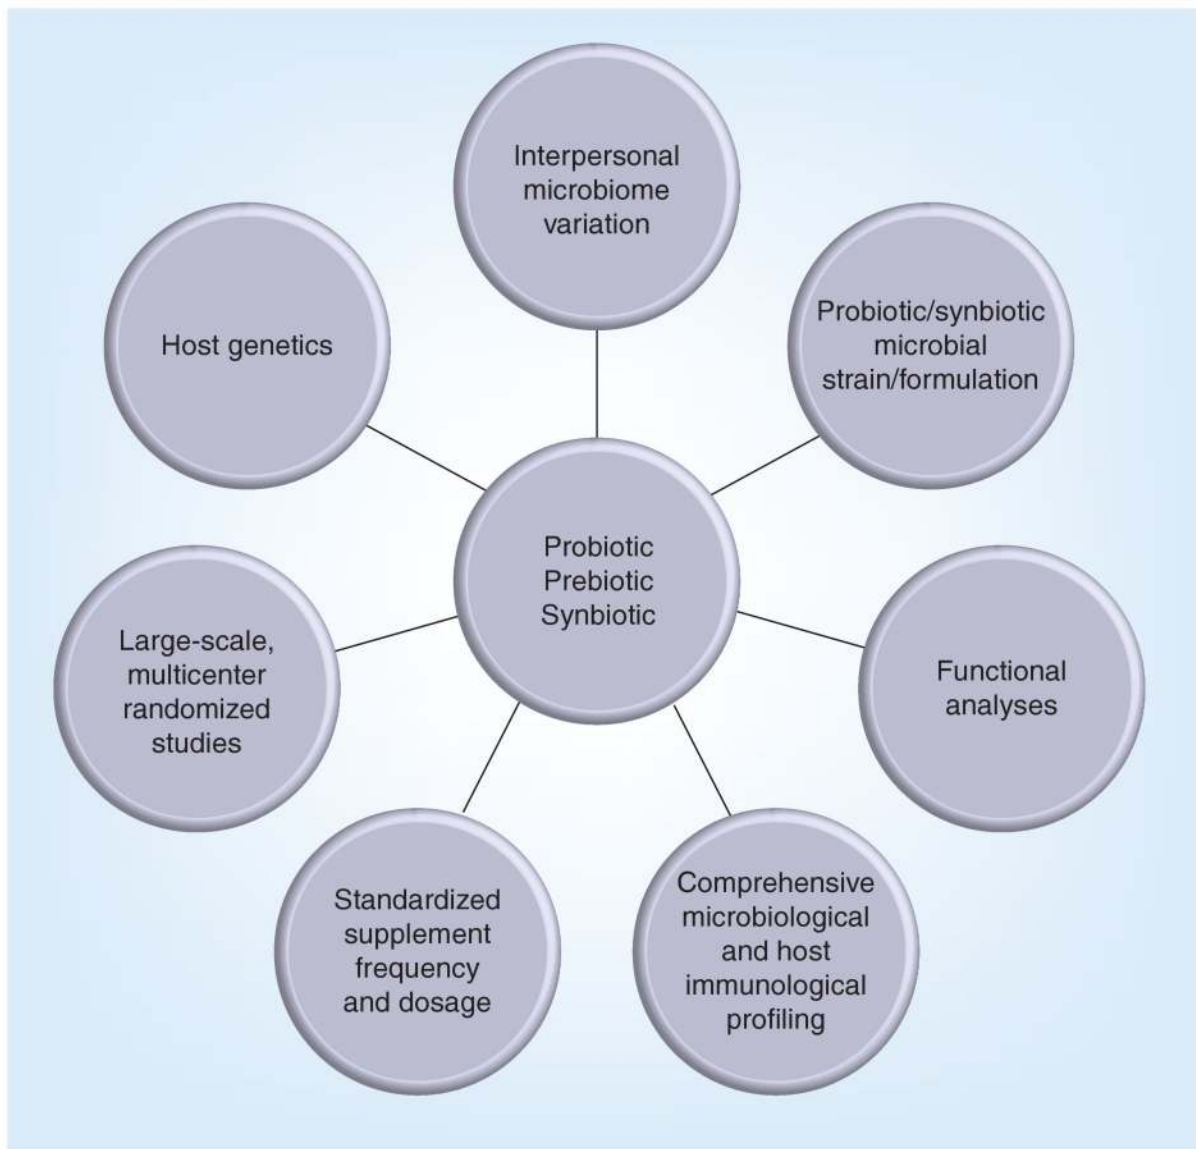 Interpersonal
microbiome
variation
Probiotic/synbiotic
microbial
strain/formulation
Host genetics
Probiotic
Prebiotic
Synbiotic
Functional
analyses
Large-scale,
multicenter
randomized
studies
Comprehensive
microbiological
and host
immunological
profiling
Standardized
supplement
frequency
and dosage